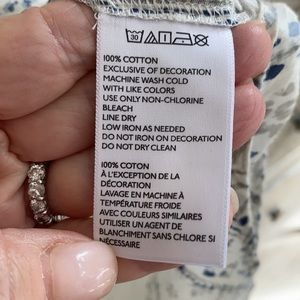 30
100% COTTON
EXCLUSIVE OF DECORATION
MACHINE WASH COLD
WITH LIKE COLORS
USE ONLY NON-CHLORINE
BLEACH
LINE DRY
LOW IRON AS NEEDED
DO NOT IRON ON DECORATION
DO NOT DRY CLEAN
100% COTON
À L'EXCEPTION DE LA
DÉCORATION
LAVAGE EN MACHINE À
TEMPÉRATURE FROIDE
AVEC COULEURS SIMILAIRES
UTILISER UN AGENT DE
BLANCHIMENT SANS CHLORE SI
NÉCESSAIRE